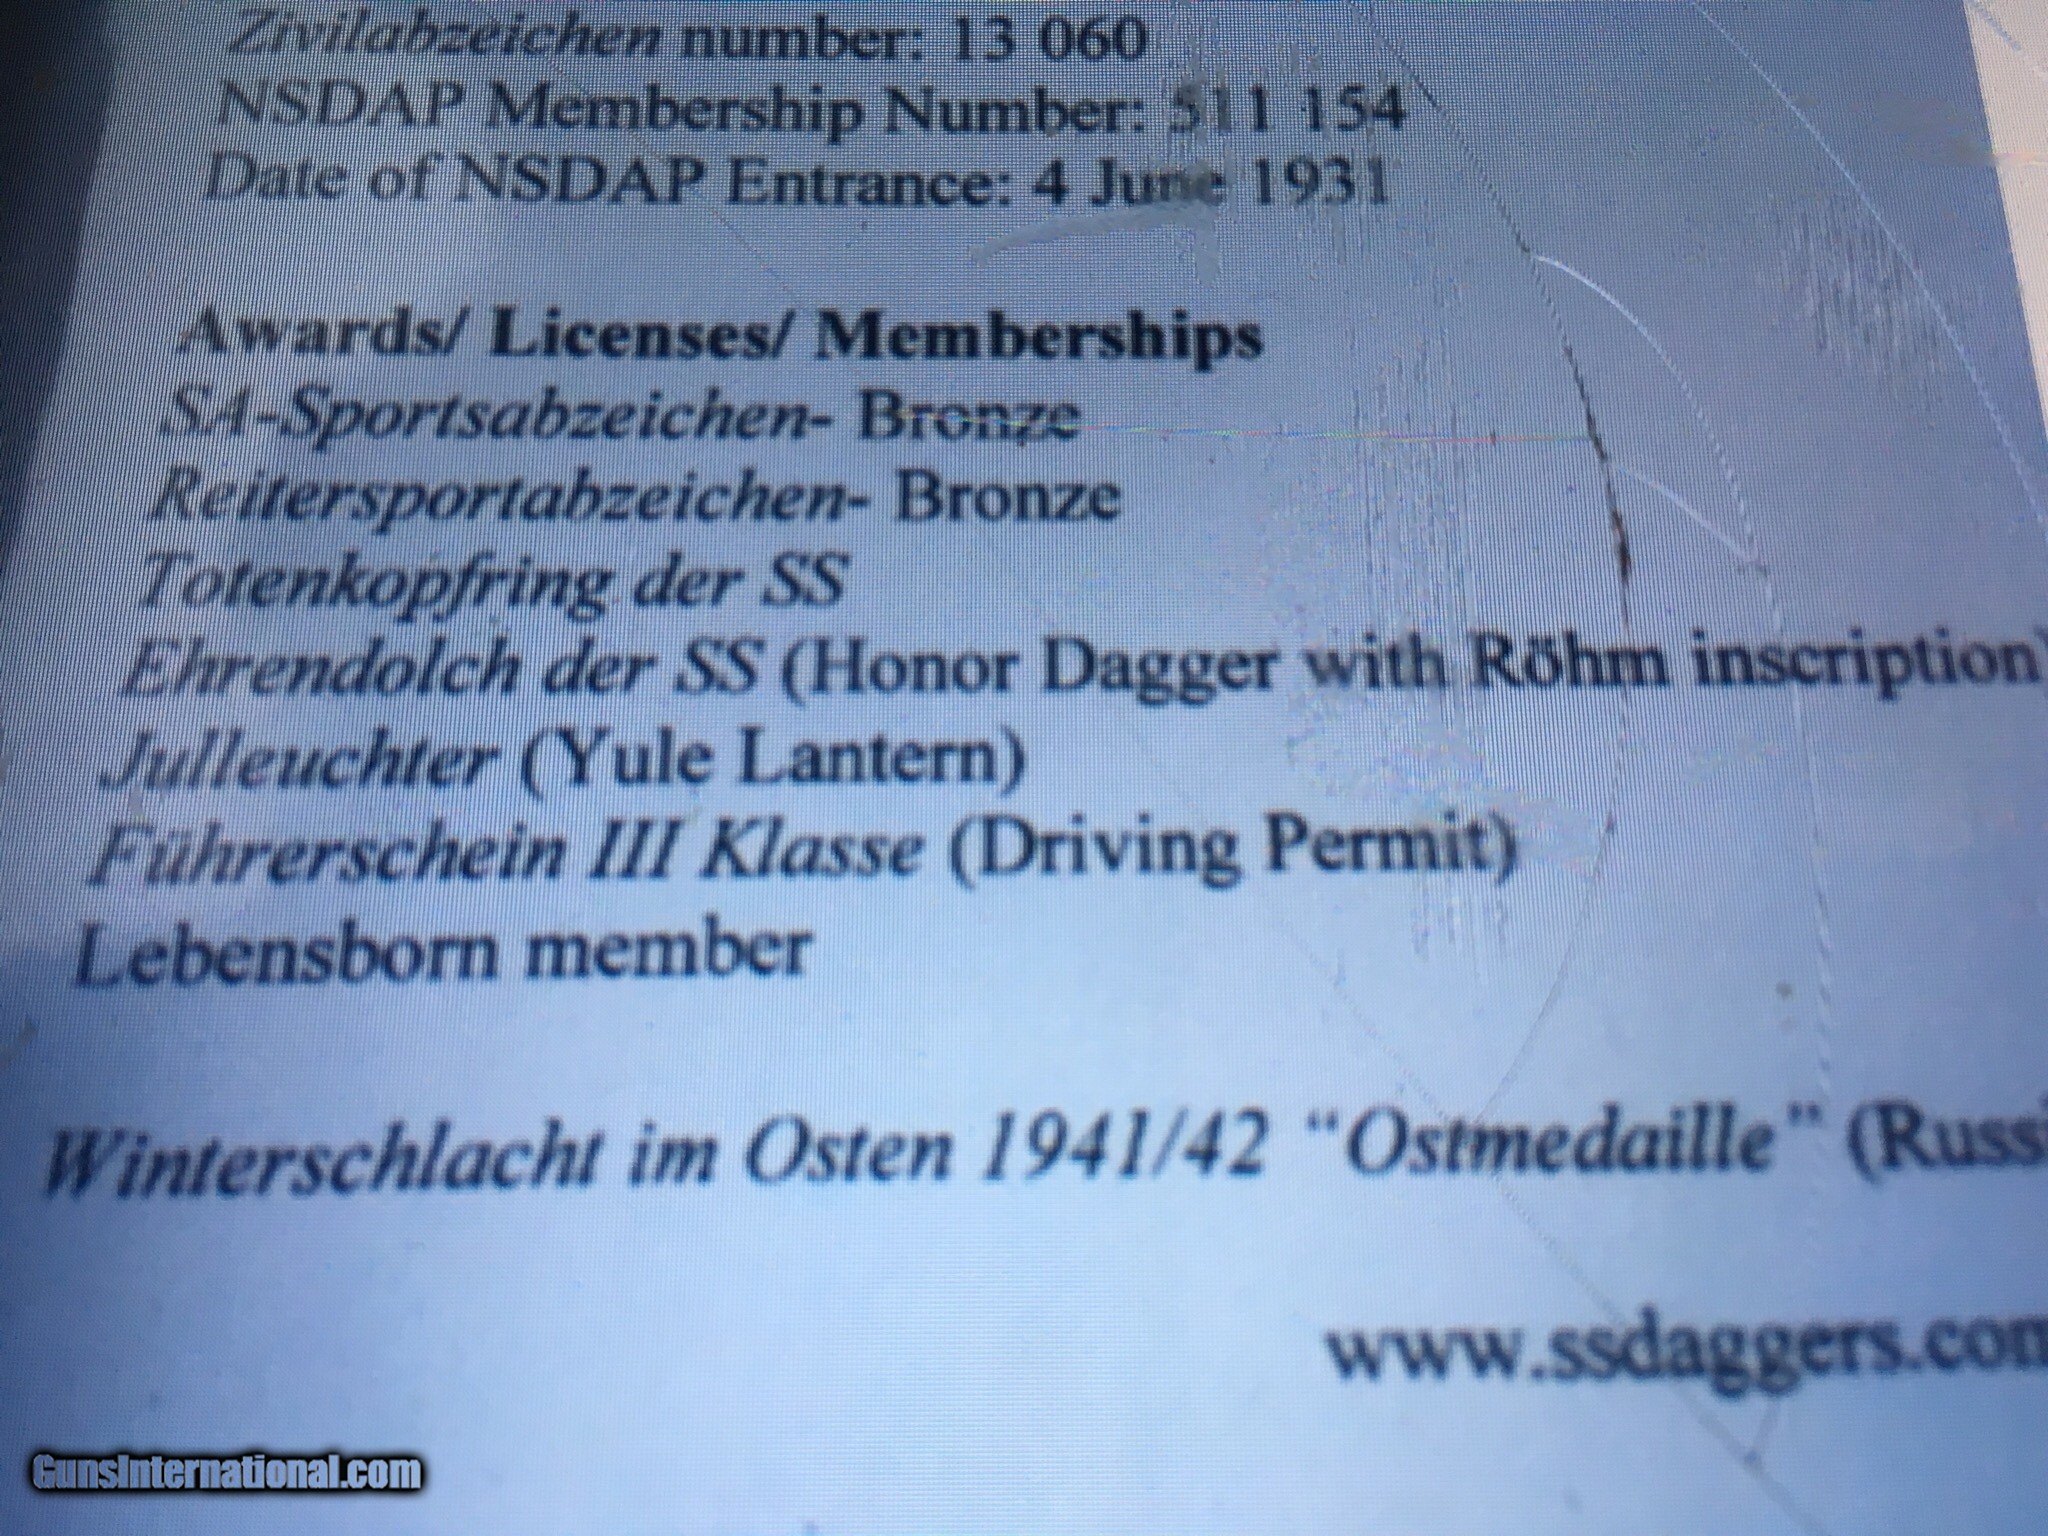 Zivilabzeichen number: 13 060
NSDAP Membership Number: 511 154
Date of NSDAP Entrance: 4 June 1931
Awards/ Licenses/ Memberships
SA-Sportsabzeichen- Bronze
Reitersportabzeichen- Bronze
Totenkopfring der SS
Ehrendolch der SS (Honor Dagger with Röhm inscription)
Julleuchter (Yule Lantern)
Führerschein III Klasse (Driving Permit)
Lebensborn member
Winterschlacht im Osten 1941/42 "Ostmedaille" (Russi
www.ssdaggers.com
GunsInternational.com